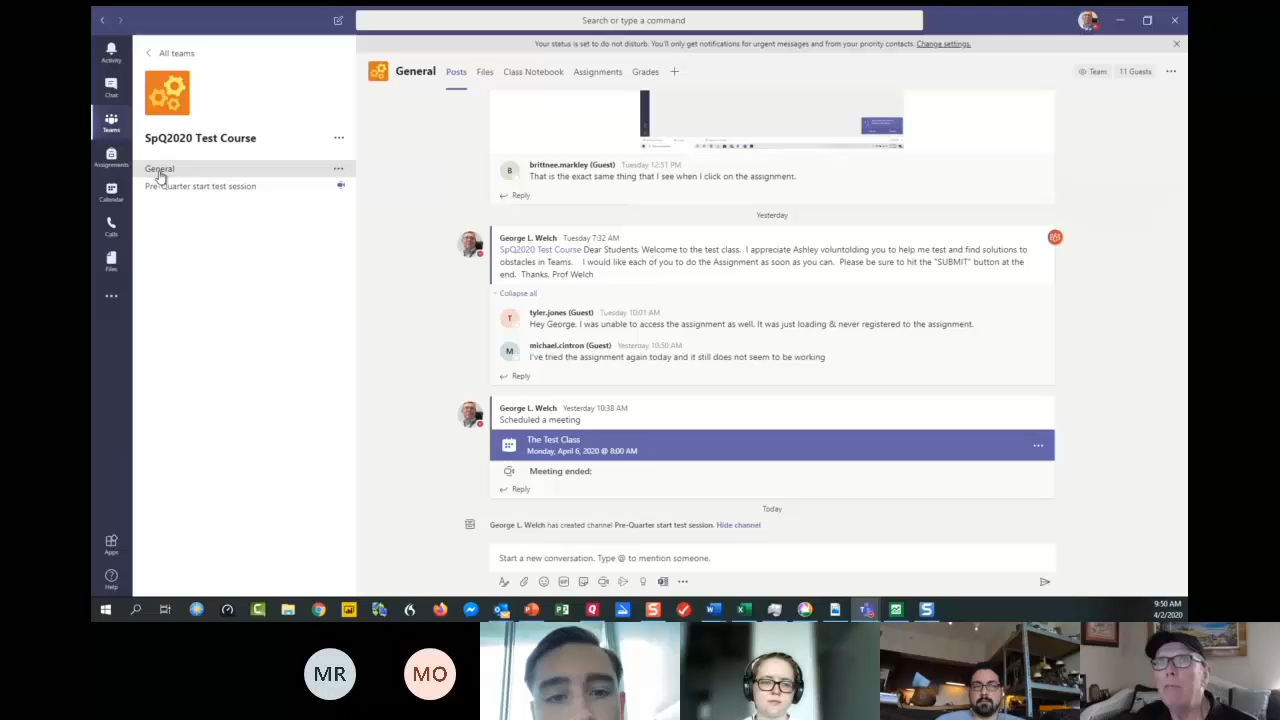 Search or type a command
Your status is set to do not disturb. You'll only get notifications for urgent messages and from your priority contacts. Change settings.
Activity
Chat
Teams
Assignments
Calendar
Calls
Files
Apps
Help
All teams
SpQ2020 Test Course
General
Pre-Quarter start test session
General Posts Files Class Notebook Assignments Grades
Team 11 Guests
B brittnee.markley (Guest) Tuesday 12:51 PM
That is the exact same thing that I see when I click on the assignment.
Reply
Yesterday
George L. Welch Tuesday 7:32 AM
SpQ2020 Test Course Dear Students, Welcome to the test class. I appreciate Ashley voluntolding you to help me test and find solutions to
obstacles in Teams. I would like each of you to do the Assignment as soon as you can. Please be sure to hit the "SUBMIT" button at the
end. Thanks, Prof Welch
Collapse all
T tyler.jones (Guest) Tuesday 10:01 AM
Hey George, I was unable to access the assignment as well. It was just loading & never registered to the assignment.
M michael.cintron (Guest) Yesterday 10:50 AM
I've tried the assignment again today and it still does not seem to be working
Reply
George L. Welch Yesterday 10:38 AM
Scheduled a meeting
The Test Class
Monday, April 6, 2020 @ 8:00 AM
Meeting ended:
Reply
Today
George L. Welch has created channel Pre-Quarter start test session. Hide channel
Start a new conversation. Type @ to mention someone.
9:50 AM
4/2/2020
MR
MO